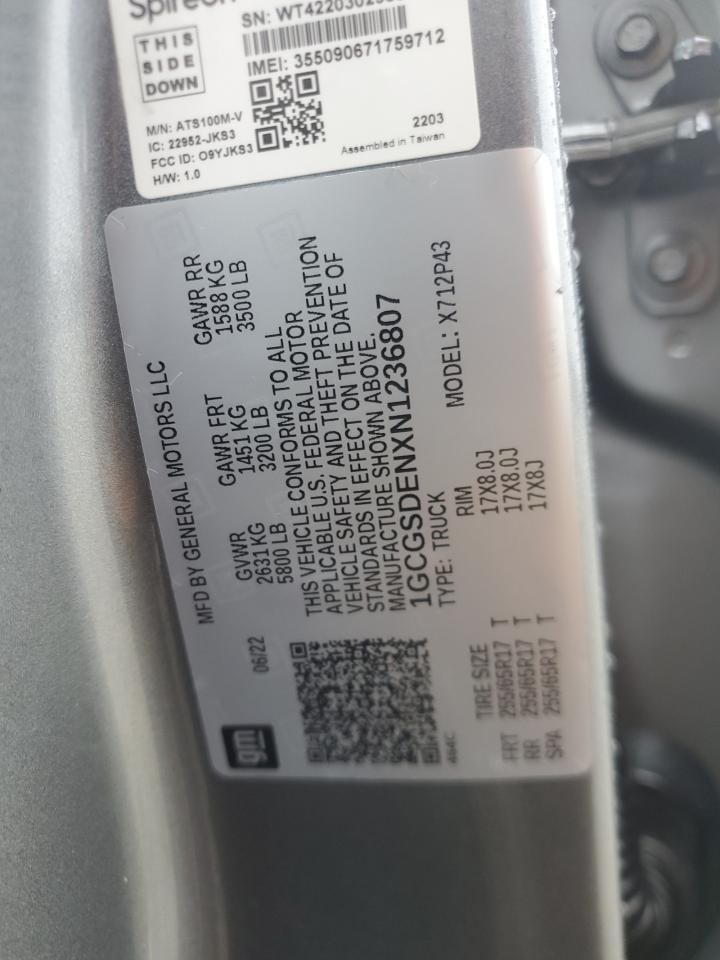 SN:
THIS
SIDE
DOWN
IMEI: 355090671759712
M/N: ATS100M-V
IC: 22952-JKS3
FCC ID: O9YJKS3
H/W: 1.0
2203
Assembled in Taiwan
MFD BY GENERAL MOTORS LLC
gm
06/22
GVWR GAWR FRT GAWR RR
2631 KG 1451 KG 1588 KG
5800 LB 3200 LB 3500 LB
THIS VEHICLE CONFORMS TO ALL
APPLICABLE U.S. FEDERAL MOTOR
VEHICLE SAFETY AND THEFT PREVENTION
STANDARDS IN EFFECT ON THE DATE OF
MANUFACTURE SHOWN ABOVE.
1GCGSDENXN1236807
464C
TYPE: TRUCK MODEL: X712P43
TIRE SIZE RIM
FRT 255/65R17 T 17X8.0J
RR 255/65R17 T 17X8.0J
SPA 255/65R17 T 17X8J